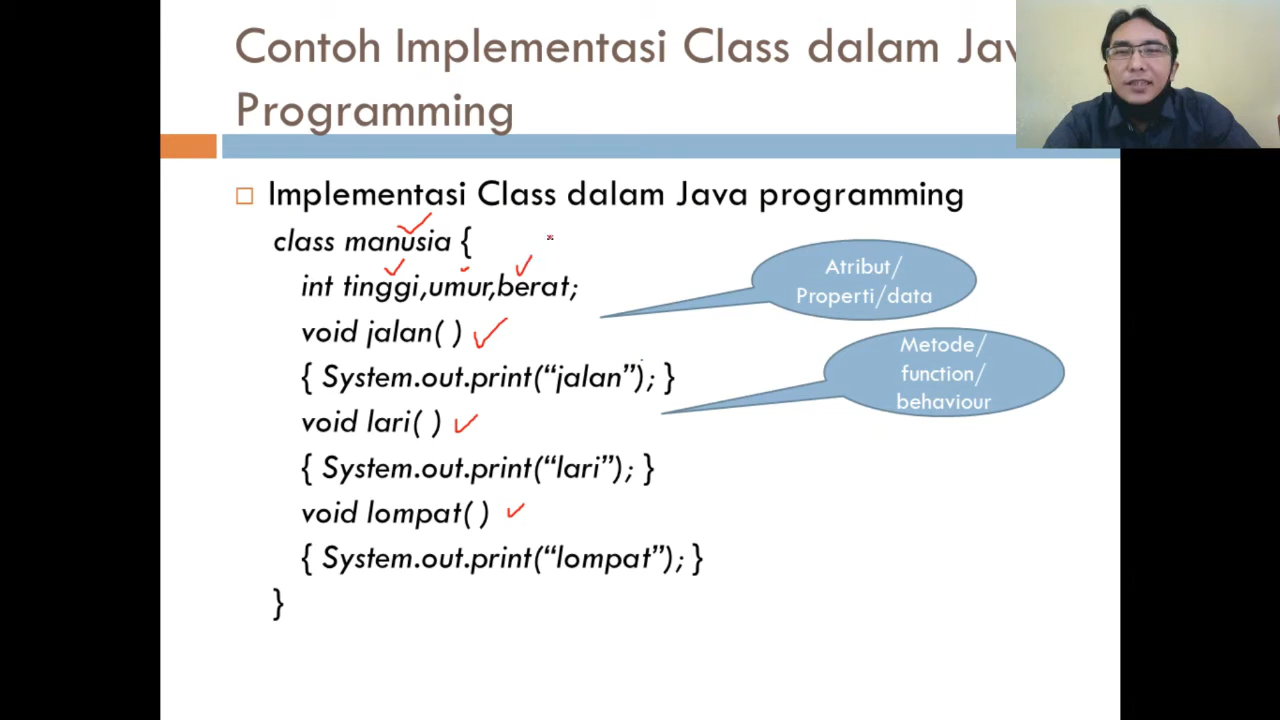 Contoh Implementasi Class dalam Jav
Programming
Implementasi Class dalam Java programming
class manusia {
int tinggi,umur,berat;
void jalan( )
{ System.out.print(“jalan”); }
void lari( )
{ System.out.print(“lari”); }
void lompat( )
{ System.out.print(“lompat”); }
}
Atribut/
Properti/data
Metode/
function/
behaviour